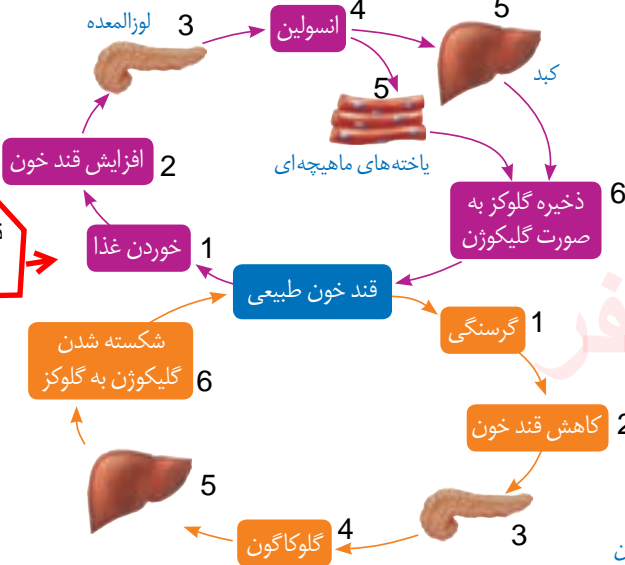 لوزالمعده
3
انسولین
4
5
کبد
5
یاخته‌های ماهیچه‌ای
افزایش قند خون
2
ذخیره گلوکز به
صورت گلیکوژن
6
خوردن غذا
1
قند خون طبیعی
گرسنگی
1
شکسته شدن
گلیکوژن به گلوکز
6
کاهش قند خون
2
5
3
گلوکاگون
4